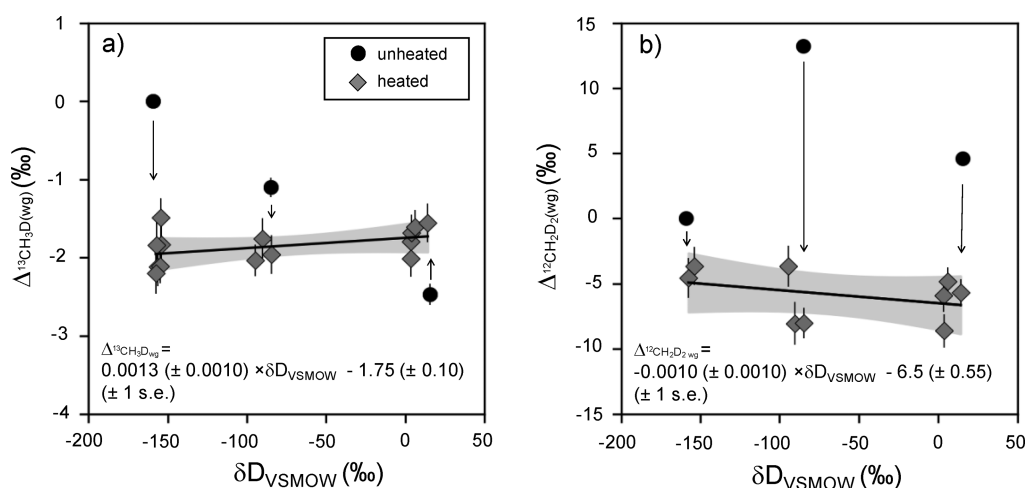 a)
unheated
heated
1
0
-1
-2
-3
-4
Δ13CH3D(wg) (‰)
Δ13CH3Dwg =
0.0013 (± 0.0010) ×δDVSMOW - 1.75 (± 0.10)
(± 1 s.e.)
-200 -150 -100 -50 0 50
δDVSMOW (‰)
b)
15
10
5
0
-5
-10
-15
Δ12CH2D2(wg) (‰)
Δ12CH2D2 wg =
-0.0010 (± 0.0010) ×δDVSMOW - 6.5 (± 0.55)
(± 1 s.e.)
-200 -150 -100 -50 0 50
δDVSMOW (‰)